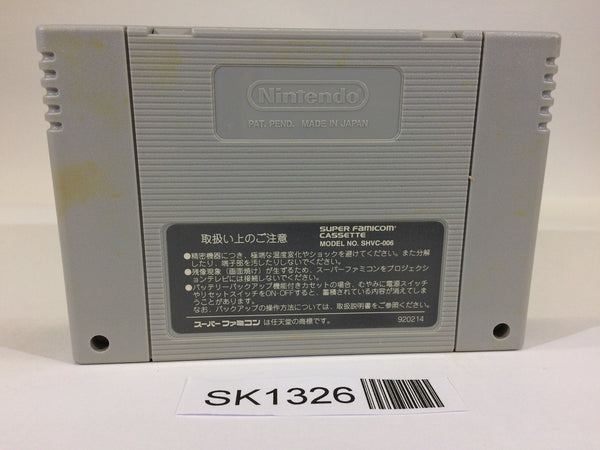 Nintendo
PAT. PEND. MADE IN JAPAN
取扱い上のご注意
SUPER FAMICOM
CASSETTE
MODEL NO. SHVC-006
●精密機器につき、極端な温度変化やショックを避けてください。また分解
したり、端子部を汚したりしないでください。
●残像現象（画面焼け）が生ずるため、スーパーファミコンをプロジェクシ
ョンテレビには接続しないでください。
●バッテリーバックアップ機能付きカセットの場合、むやみに電源スイッチ
やリセットスイッチをON-OFFすると、蓄積されている内容が消えてしま
うことがあります。
なお、バックアップの操作方法については、取扱説明書をご参照ください。
スーパーファミコンは任天堂の商標です。
920214
SK1326